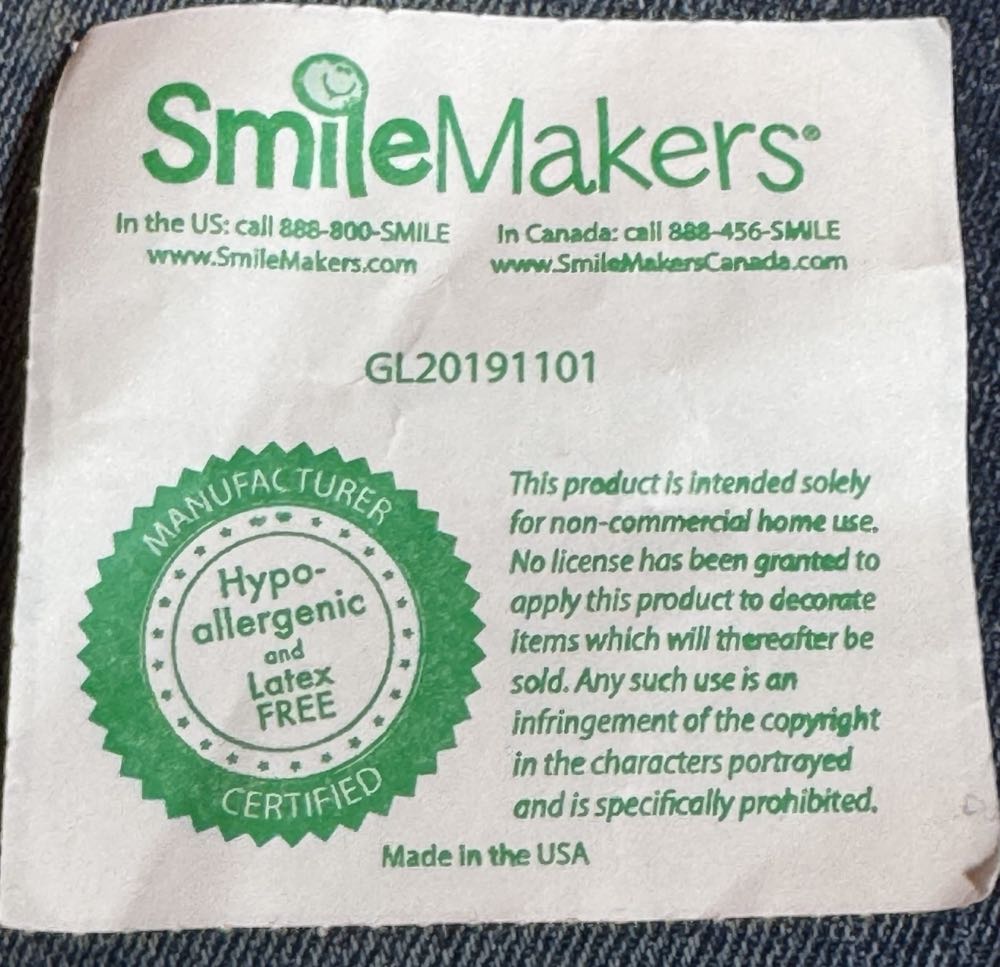 SmileMakers®
In the US: call 888-800-SMILE
www.SmileMakers.com
In Canada: call 888-456-SMILE
www.SmileMakersCanada.com
GL20191101
MANUFACTURER
Hypo-
allergenic
and
Latex
FREE
CERTIFIED
This product is intended solely
for non-commercial home use.
No license has been granted to
apply this product to decorate
items which will thereafter be
sold. Any such use is an
infringement of the copyright
in the characters portrayed
and is specifically prohibited.
Made in the USA